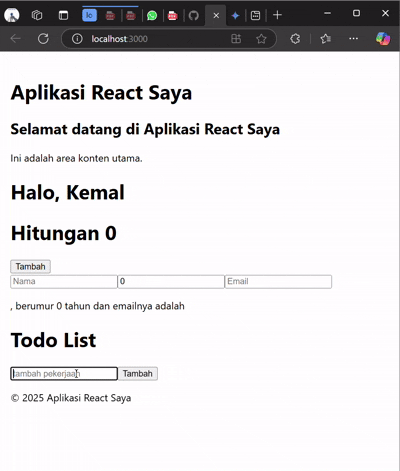 lo
localhost:3000
Aplikasi React Saya
Selamat datang di Aplikasi React Saya
Ini adalah area konten utama.
Halo, Kemal
Hitungan 0
Tambah
Nama 0 Email
, berumur 0 tahun dan emailnya adalah
Todo List
tambah pekerjaan Tambah
© 2025 Aplikasi React Saya